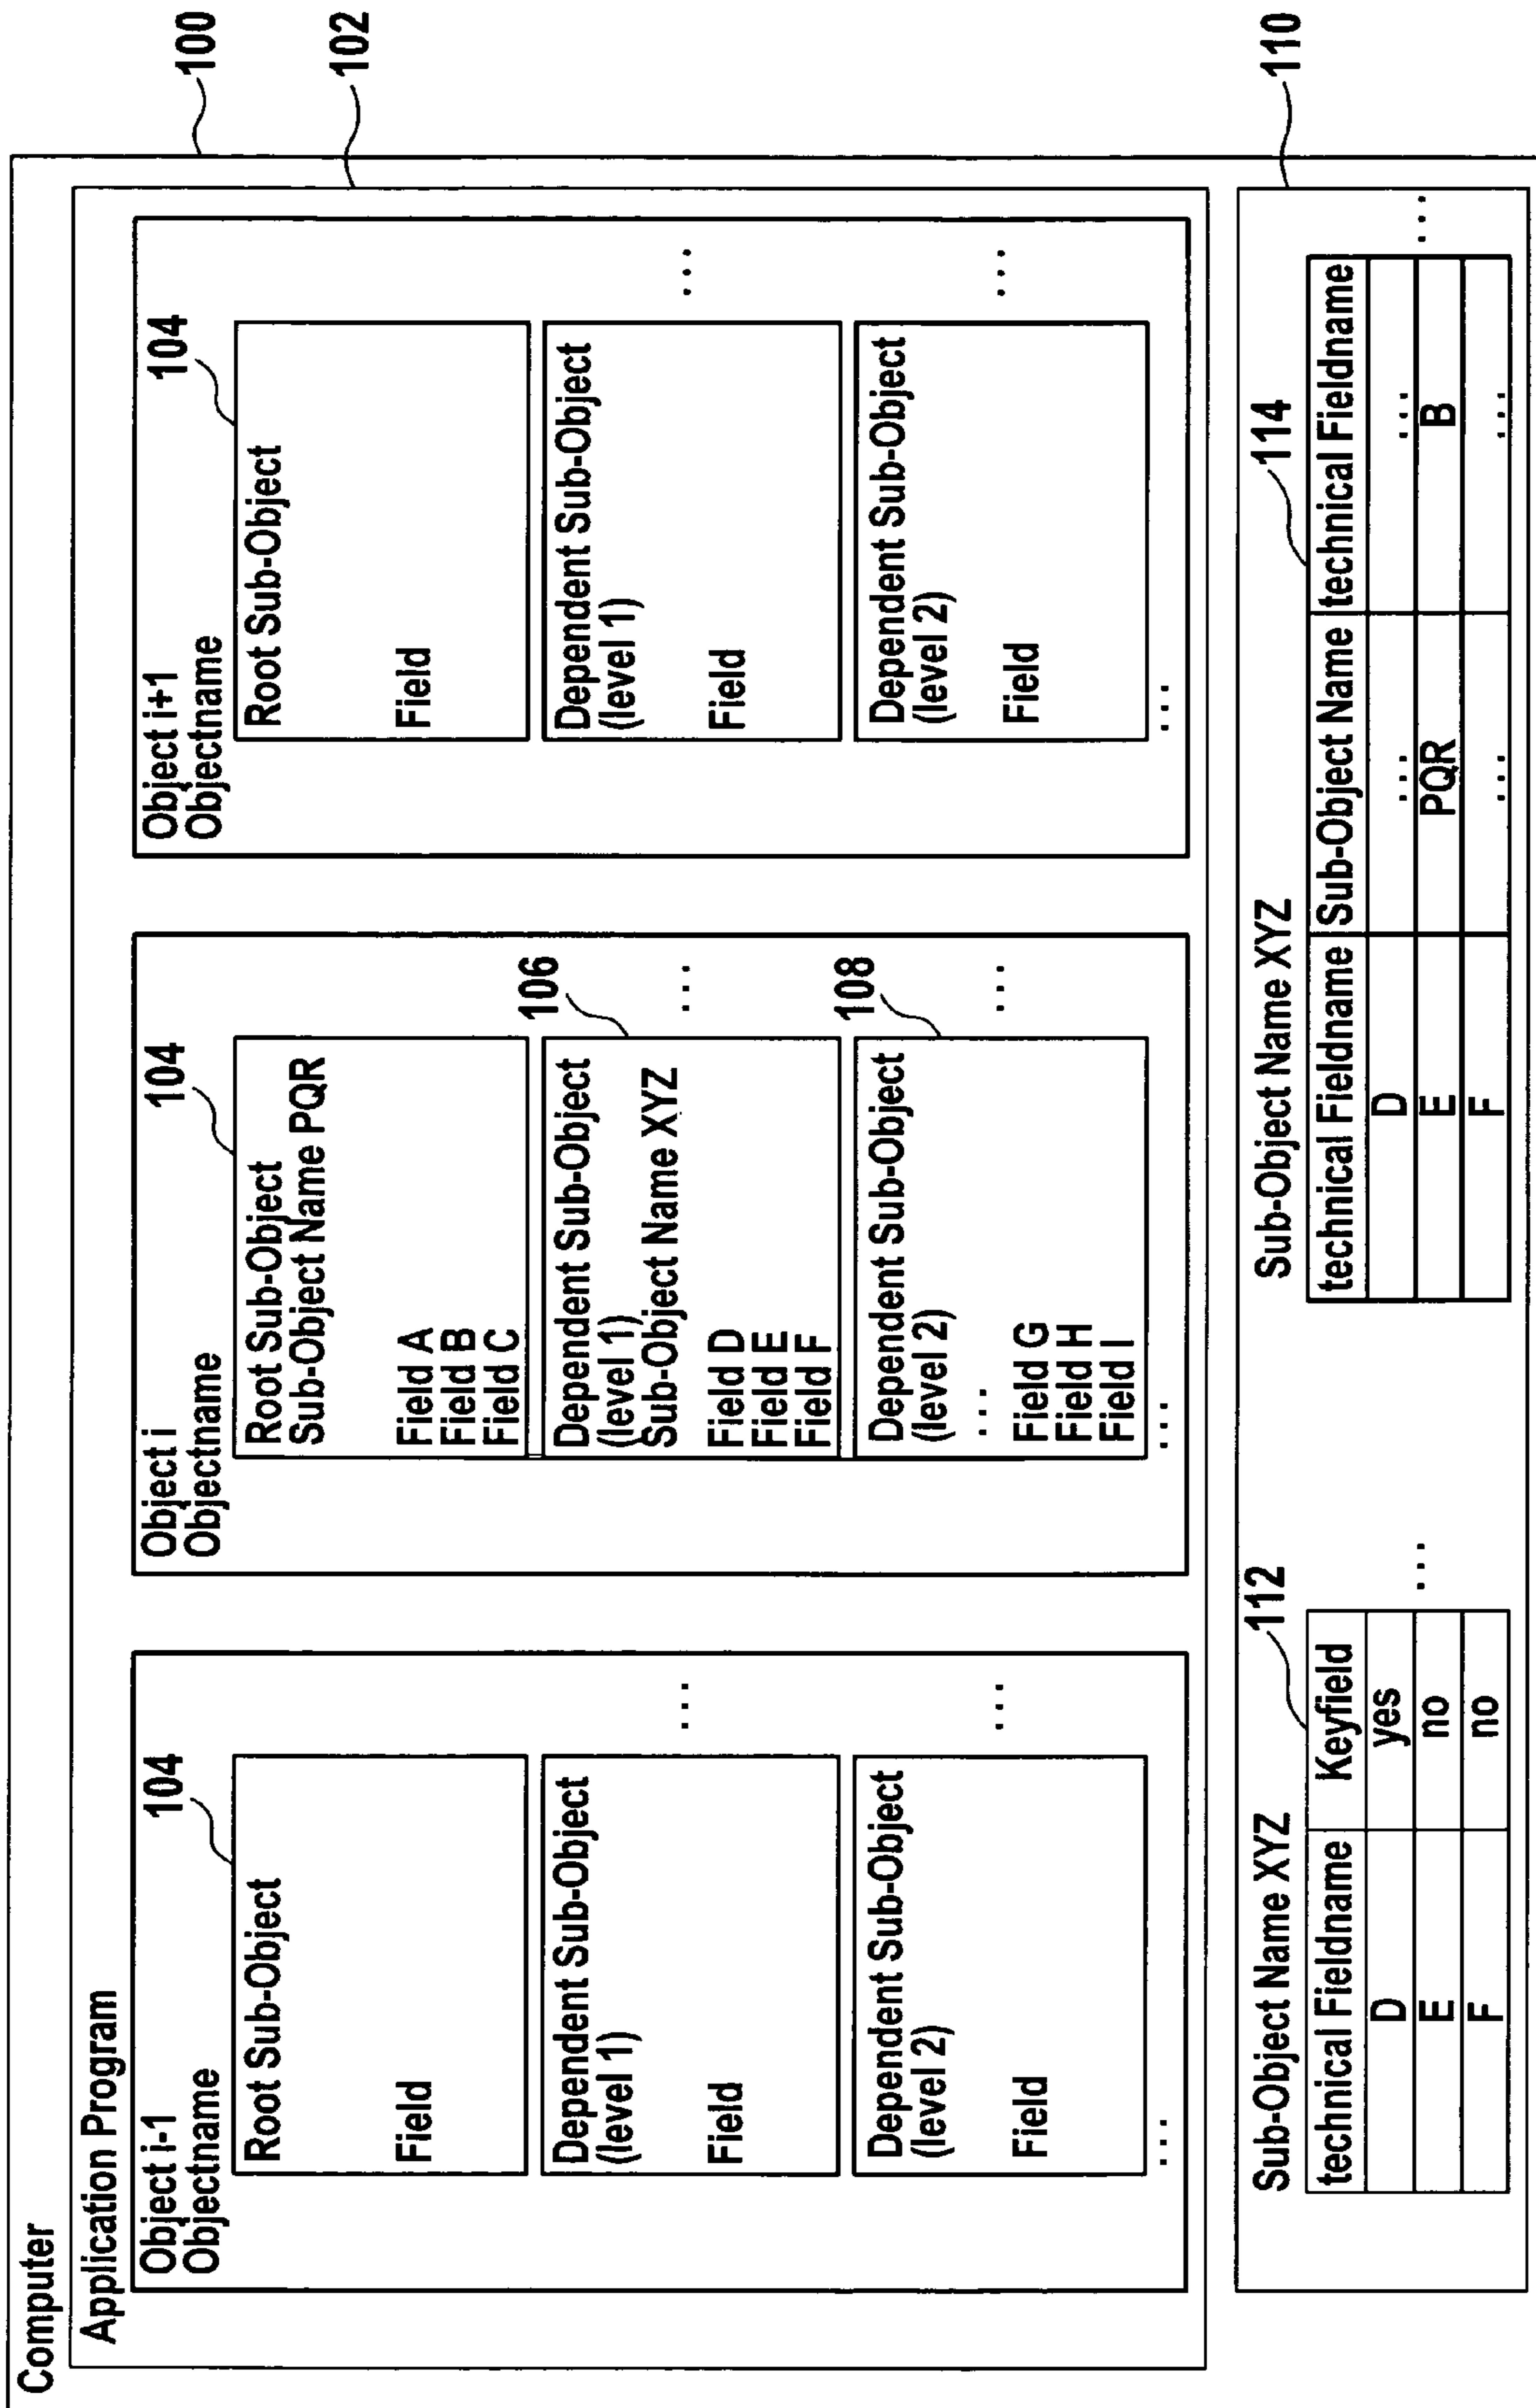 Computer
100
Application Program
102
Object i-1
Objectname
104
Root Sub-Object
Field
Dependent Sub-Object
(level 1)
Field
...
Dependent Sub-Object
(level 2)
Field
...
...
Object i
Objectname
104
Root Sub-Object
Sub-Object Name PQR
Field A
Field B
Field C
106
Dependent Sub-Object
(level 1)
Sub-Object Name XYZ
Field D
Field E
Field F
...
108
Dependent Sub-Object
(level 2)
...
Field G
Field H
Field I
...
...
Object i+1
Objectname
104
Root Sub-Object
Field
Dependent Sub-Object
(level 1)
Field
...
Dependent Sub-Object
(level 2)
Field
...
...
110
Sub-Object Name XYZ
112
technical Fieldname Keyfield
D yes
E no
F no
...
Sub-Object Name XYZ
114
technical Fieldname Sub-Object Name technical Fieldname
D ... ...
E PQR B
F ... ...
...